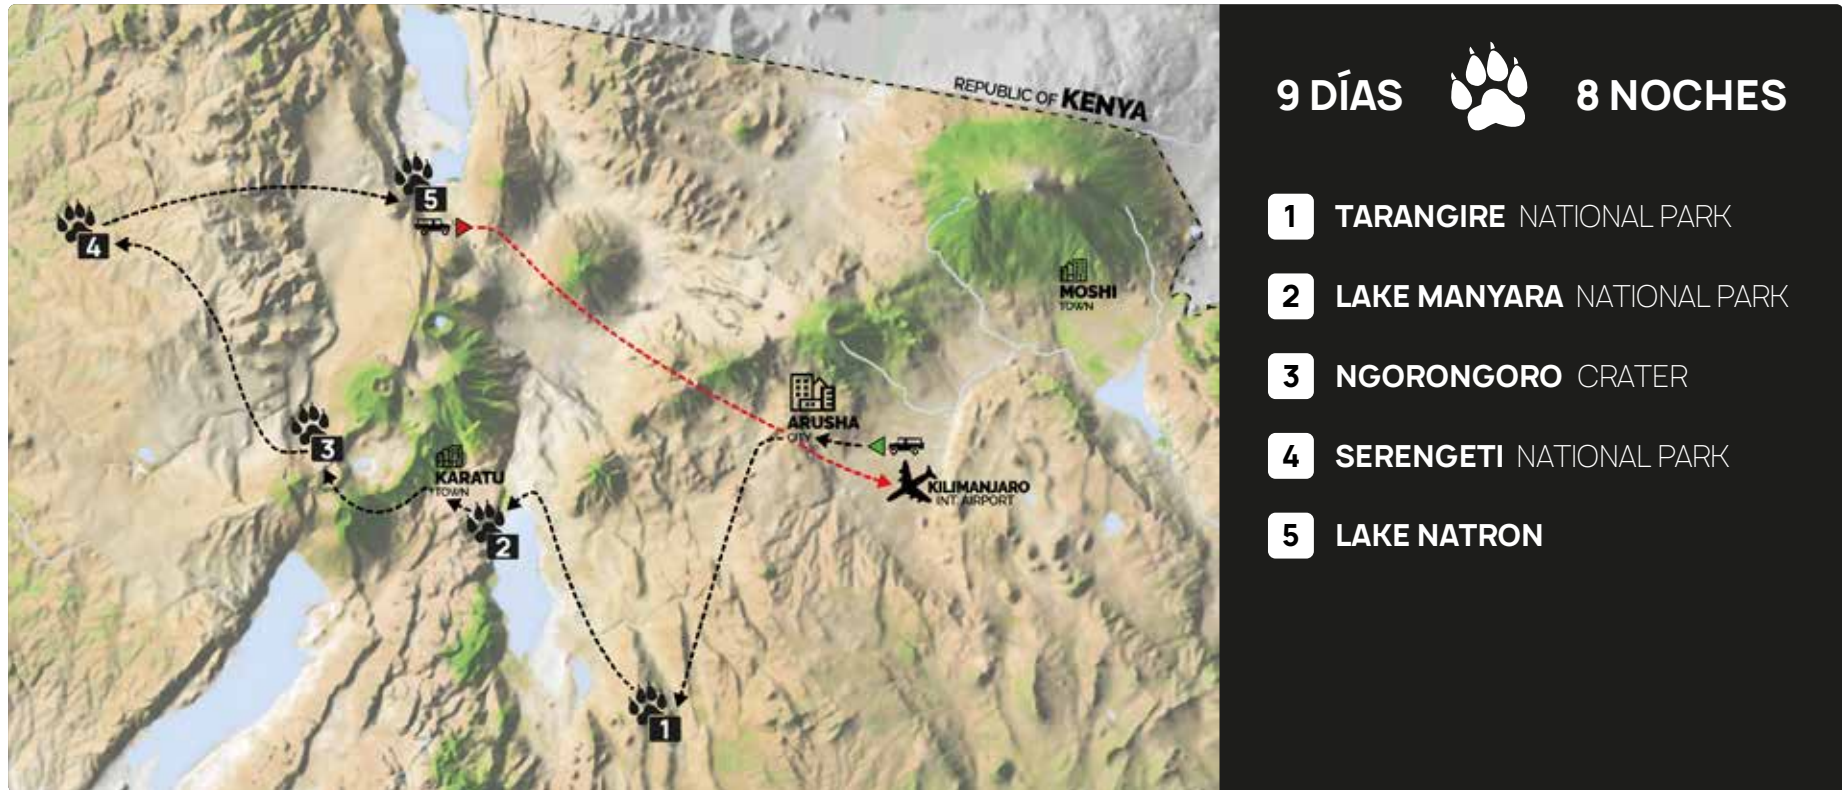 REPUBLIC OF KENYA
5
4
MOSHI
TOWN
ARUSHA
CITY
3
KARATU
TOWN
KILIMANJARO
INT. AIRPORT
2
1
9 DÍAS
8 NOCHES
1 TARANGIRE NATIONAL PARK
2 LAKE MANYARA NATIONAL PARK
3 NGORONGORO CRATER
4 SERENGETI NATIONAL PARK
5 LAKE NATRON